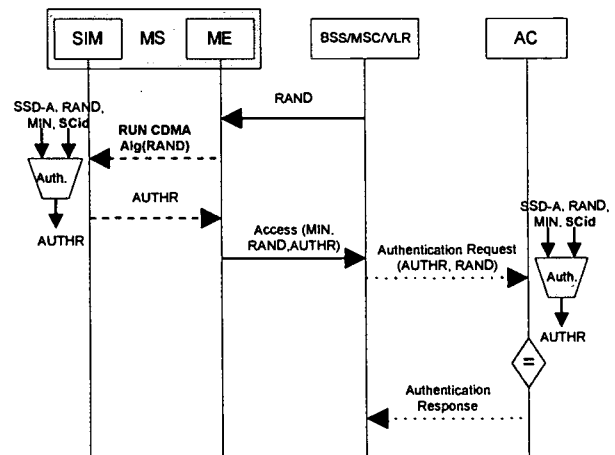 SIM MS ME
BSS/MSC/VLR
AC
RAND
SSD-A, RAND,
MIN, SCid
RUN CDMA
Alg(RAND)
Auth.
AUTHR
AUTHR
Access (MIN,
RAND,AUTHR)
Authentication Request
(AUTHR, RAND)
SSD-A, RAND,
MIN, SCid
Auth.
AUTHR
=
Authentication
Response